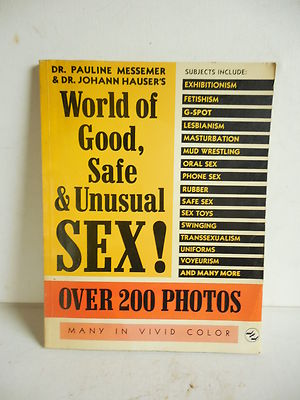 DR. PAULINE MESSEMER
& DR. JOHANN HAUSER'S
World of
Good,
Safe
& Unusual
SEX!
SUBJECTS INCLUDE:
EXHIBITIONISM
FETISHISM
G-SPOT
LESBIANISM
MASTURBATION
MUD WRESTLING
ORAL SEX
PHONE SEX
RUBBER
SAFE SEX
SEX TOYS
SWINGING
TRANSSEXUALISM
UNIFORMS
VOYEURISM
AND MANY MORE
OVER 200 PHOTOS
MANY IN VIVID COLOR